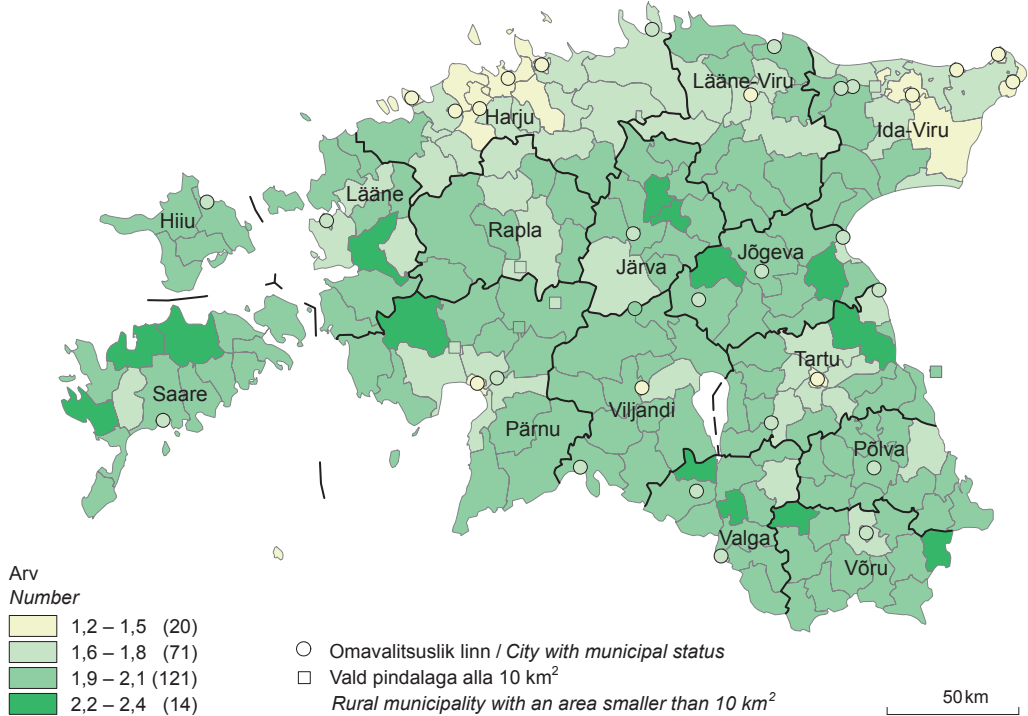 Lääne-Viru
Harju
Ida-Viru
Lääne
Hiiu
Rapla
Jõgeva
Järva
Tartu
Saare
Viljandi
Pärnu
Põlva
Valga
Võru
Arv
Number
1,2 – 1,5 (20)
1,6 – 1,8 (71)
1,9 – 2,1 (121)
2,2 – 2,4 (14)
Omavalitsuslik linn / City with municipal status
Vald pindalaga alla 10 km²
Rural municipality with an area smaller than 10 km²
50 km